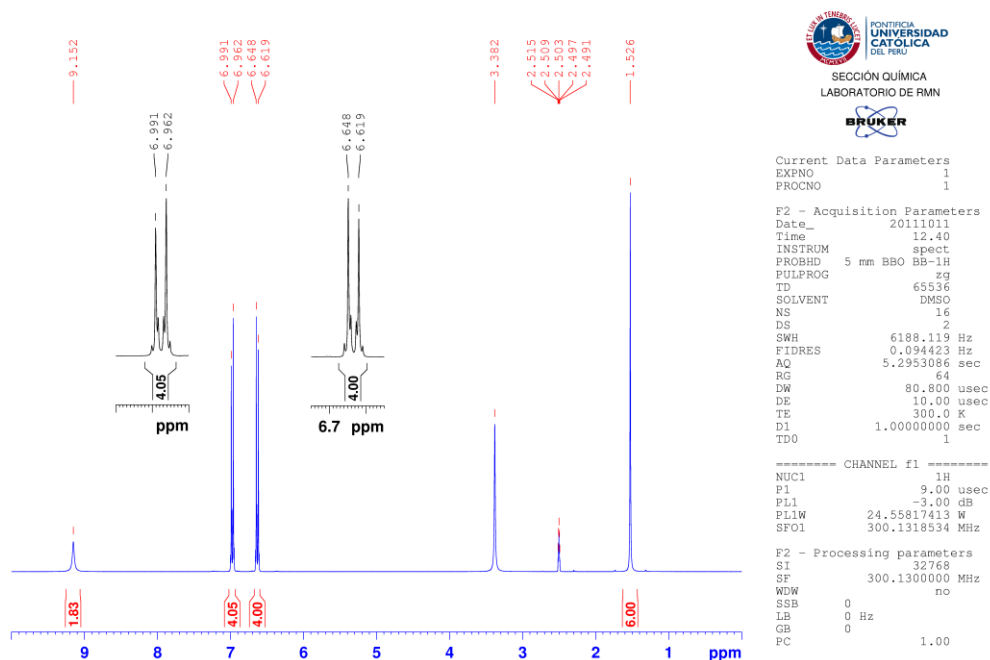 9.152
6.991
6.962
6.648
6.619
3.382
2.515
2.509
2.503
2.497
2.491
1.526
6.991
6.962
6.648
6.619
4.05
ppm
4.00
6.7 ppm
1.83
4.05
4.00
6.00
9 8 7 6 5 4 3 2 1 ppm
ET LUX IN TENEBRIS LUCET
MCMXVII
PONTIFICIA
UNIVERSIDAD
CATÓLICA
DEL PERÚ
SECCIÓN QUÍMICA
LABORATORIO DE RMN
BRUKER
Current Data Parameters
EXPNO 1
PROCNO 1
F2 - Acquisition Parameters
Date_ 20111011
Time 12.40
INSTRUM spect
PROBHD 5 mm BBO BB-1H
PULPROG zg
TD 65536
SOLVENT DMSO
NS 16
DS 2
SWH 6188.119 Hz
FIDRES 0.094423 Hz
AQ 5.2953086 sec
RG 64
DW 80.800 usec
DE 10.00 usec
TE 300.0 K
D1 1.00000000 sec
TD0 1
======== CHANNEL f1 ========
NUC1 1H
P1 9.00 usec
PL1 -3.00 dB
PL1W 24.55817413 W
SFO1 300.1318534 MHz
F2 - Processing parameters
SI 32768
SF 300.1300000 MHz
WDW no
SSB 0
LB 0 Hz
GB 0
PC 1.00